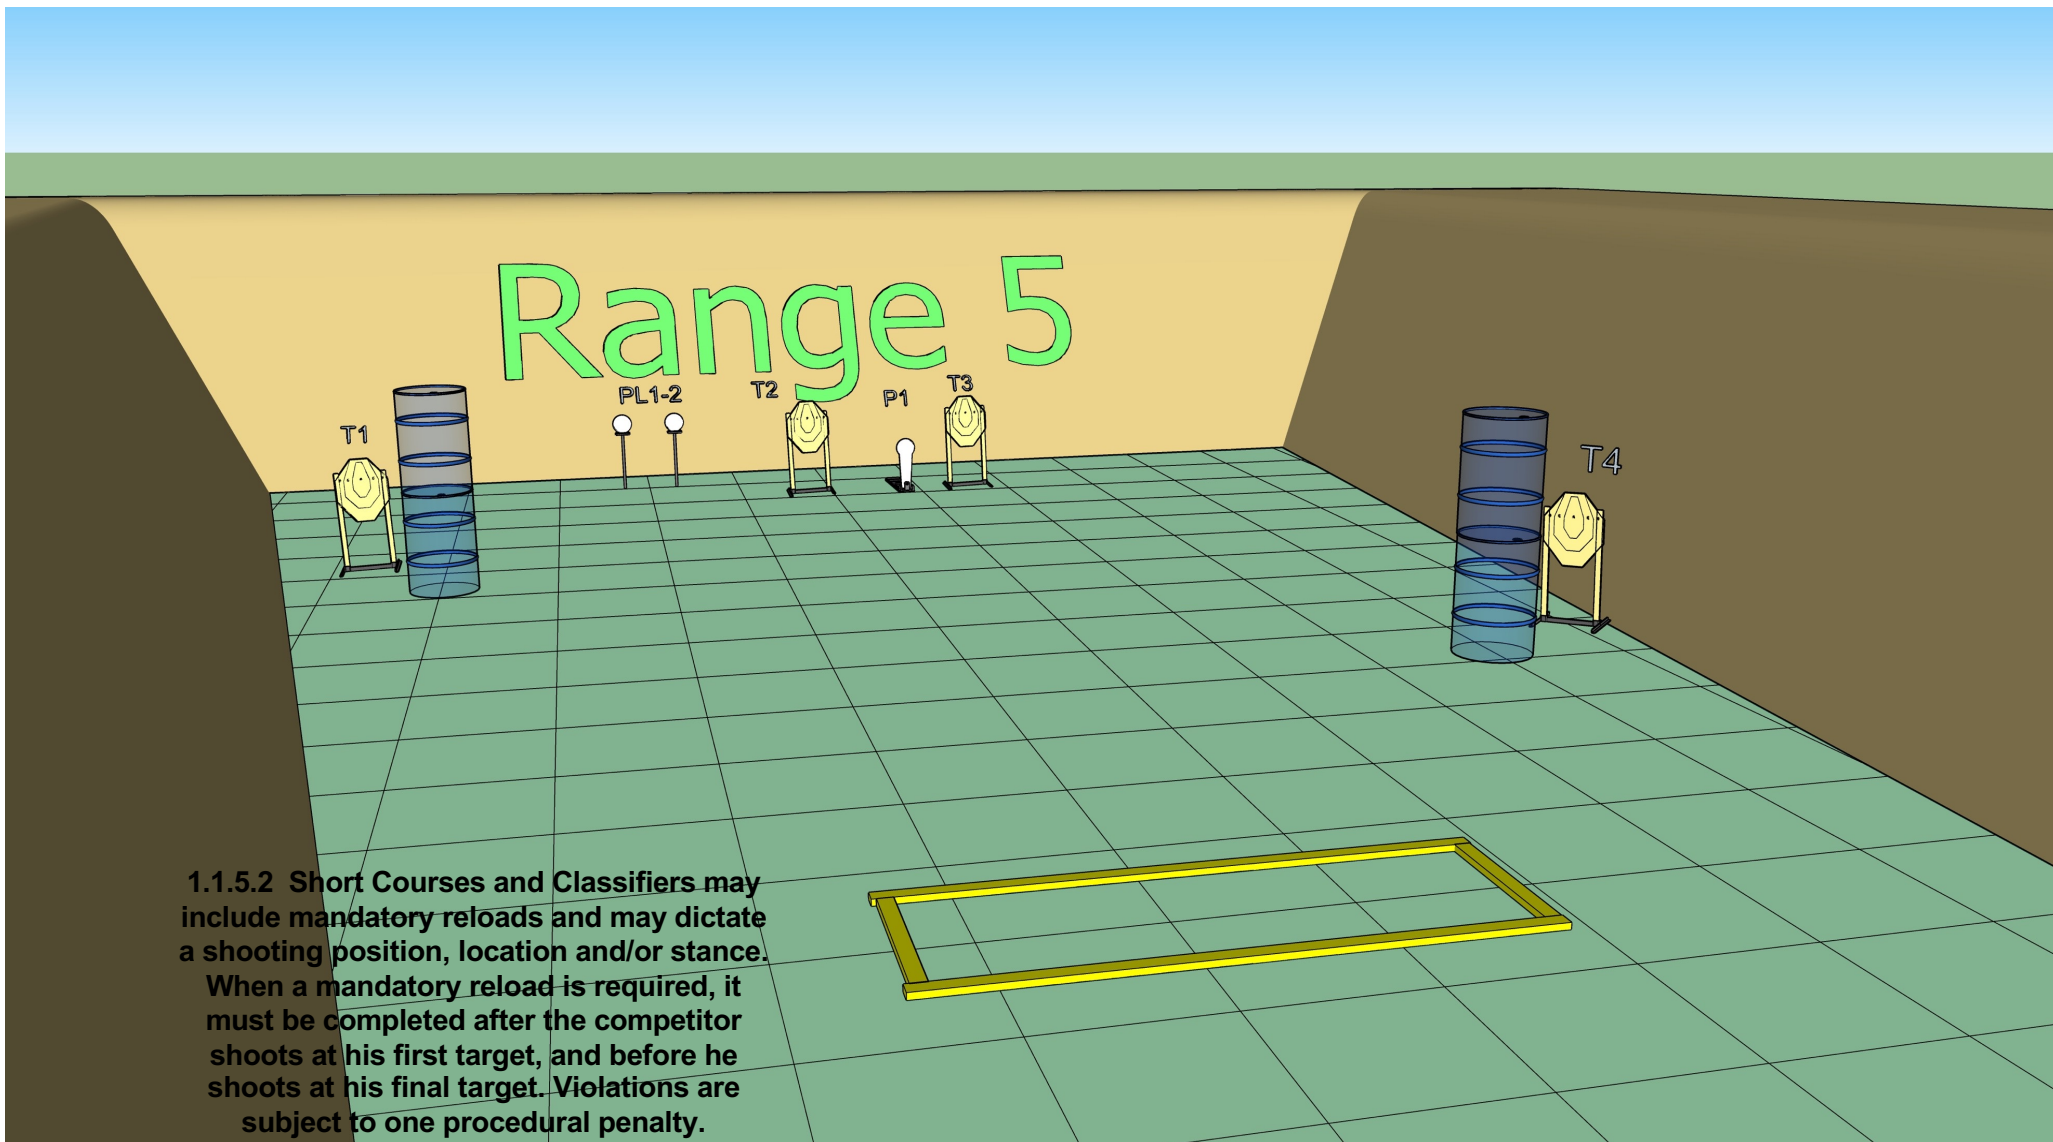 Range 5
PL1-2
T2
P1
T3
T1
T4
1.1.5.2 Short Courses and Classifiers may
include mandatory reloads and may dictate
a shooting position, location and/or stance.
When a mandatory reload is required, it
must be completed after the competitor
shoots at his first target, and before he
shoots at his final target. Violations are
subject to one procedural penalty.